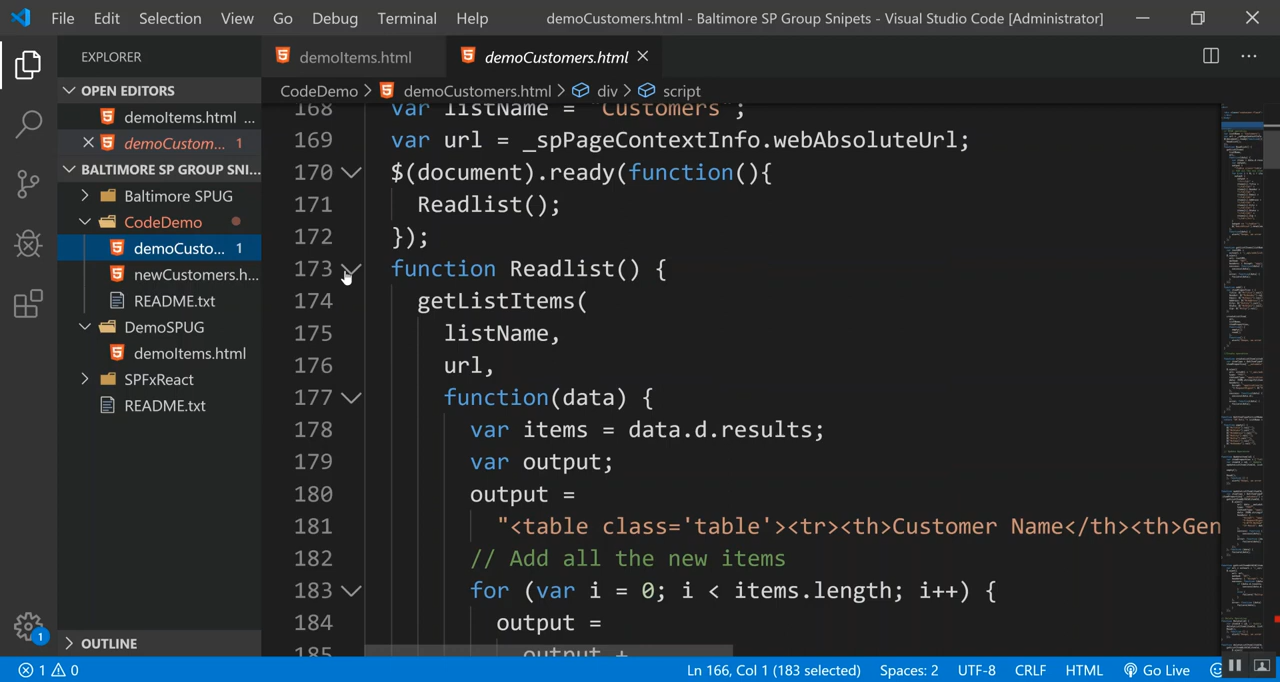 File Edit Selection View Go Debug Terminal Help demoCustomers.html - Baltimore SP Group Snipets - Visual Studio Code [Administrator]
EXPLORER
demoItems.html
demoCustomers.html
OPEN EDITORS
demoItems.html ...
demoCustom... 1
BALTIMORE SP GROUP SNI...
Baltimore SPUG
CodeDemo
demoCusto... 1
newCustomers.h...
README.txt
DemoSPUG
demoItems.html
SPFxReact
README.txt
OUTLINE
1
CodeDemo > demoCustomers.html > div > script
168 var listName = "Customers";
169 var url = _spPageContextInfo.webAbsoluteUrl;
170 $(document).ready(function(){
171 Readlist();
172 });
173 function Readlist() {
174 getListItems(
175 listName,
176 url,
177 function(data) {
178 var items = data.d.results;
179 var output;
180 output =
181 "<table class='table'><tr><th>Customer Name</th><th>Gen
182 // Add all the new items
183 for (var i = 0; i < items.length; i++) {
184 output =
185 output +
1 0 Ln 166, Col 1 (183 selected) Spaces: 2 UTF-8 CRLF HTML Go Live